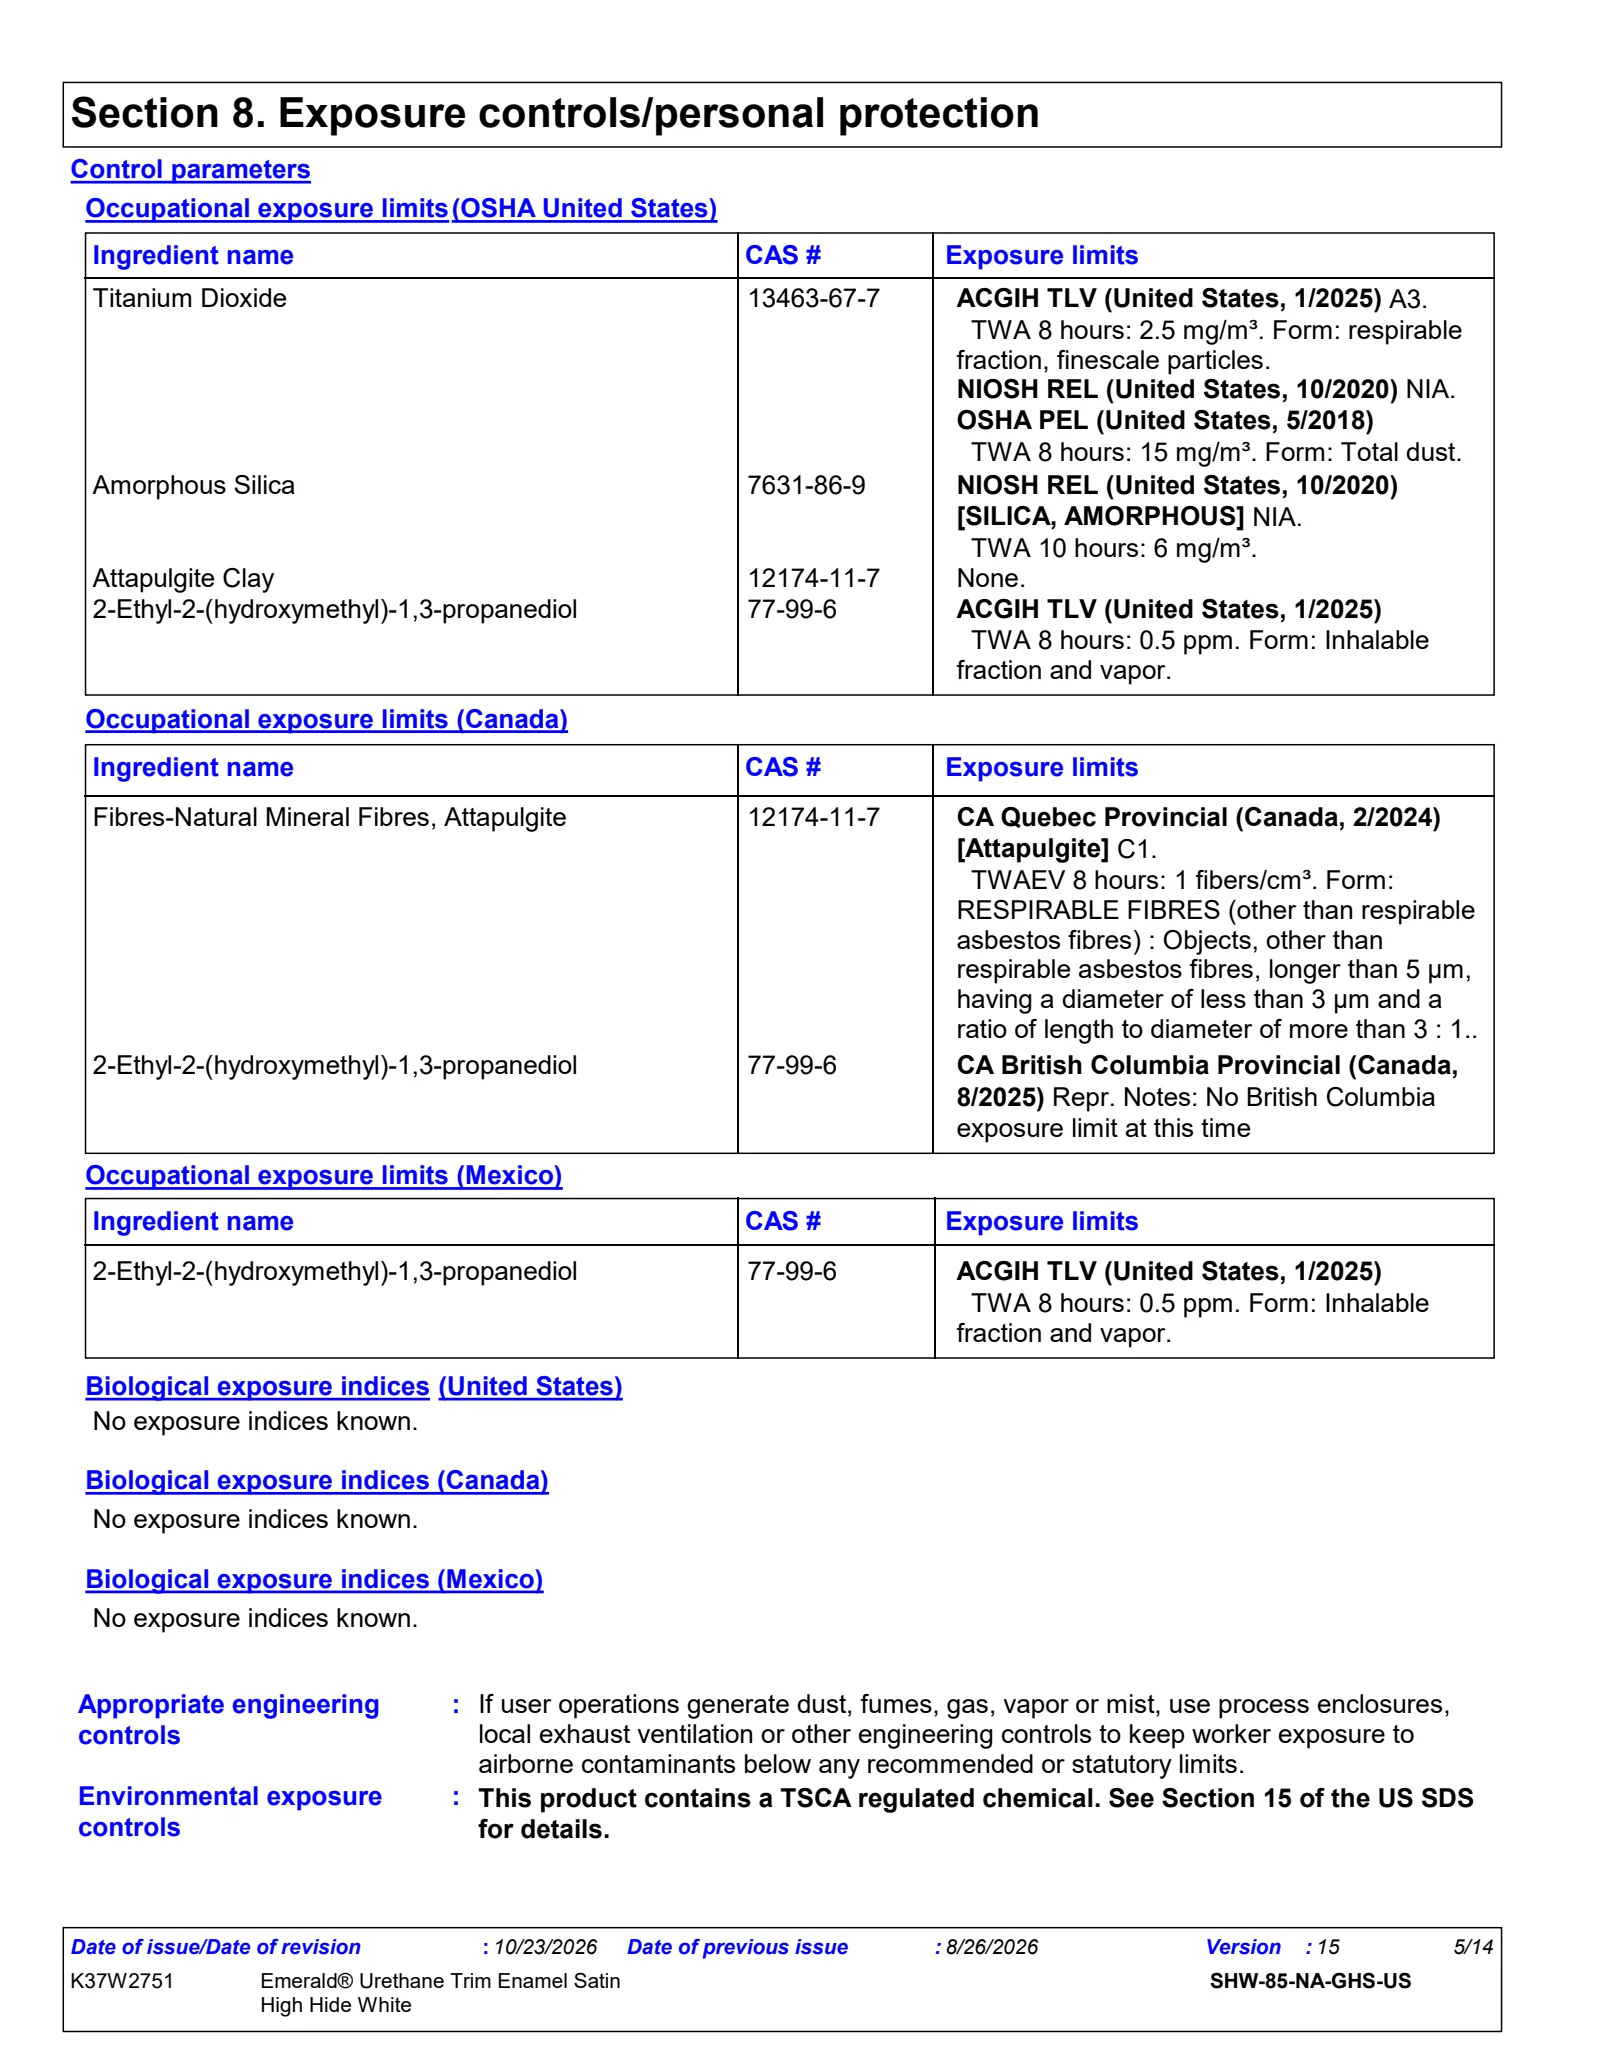 Section 8. Exposure controls/personal protection
Control parameters
Occupational exposure limits (OSHA United States)
Ingredient name CAS # Exposure limits
Titanium Dioxide 13463-67-7 ACGIH TLV (United States, 1/2025) A3.
TWA 8 hours: 2.5 mg/m³. Form: respirable
fraction, finescale particles.
NIOSH REL (United States, 10/2020) NIA.
OSHA PEL (United States, 5/2018)
TWA 8 hours: 15 mg/m³. Form: Total dust.
Amorphous Silica 7631-86-9 NIOSH REL (United States, 10/2020)
[SILICA, AMORPHOUS] NIA.
TWA 10 hours: 6 mg/m³.
Attapulgite Clay 12174-11-7 None.
2-Ethyl-2-(hydroxymethyl)-1,3-propanediol 77-99-6 ACGIH TLV (United States, 1/2025)
TWA 8 hours: 0.5 ppm. Form: Inhalable
fraction and vapor.
Occupational exposure limits (Canada)
Ingredient name CAS # Exposure limits
Fibres-Natural Mineral Fibres, Attapulgite 12174-11-7 CA Quebec Provincial (Canada, 2/2024)
[Attapulgite] C1.
TWAEV 8 hours: 1 fibers/cm³. Form:
RESPIRABLE FIBRES (other than respirable
asbestos fibres) : Objects, other than
respirable asbestos fibres, longer than 5 µm,
having a diameter of less than 3 µm and a
ratio of length to diameter of more than 3 : 1..
2-Ethyl-2-(hydroxymethyl)-1,3-propanediol 77-99-6 CA British Columbia Provincial (Canada,
8/2025) Repr. Notes: No British Columbia
exposure limit at this time
Occupational exposure limits (Mexico)
Ingredient name CAS # Exposure limits
2-Ethyl-2-(hydroxymethyl)-1,3-propanediol 77-99-6 ACGIH TLV (United States, 1/2025)
TWA 8 hours: 0.5 ppm. Form: Inhalable
fraction and vapor.
Biological exposure indices (United States)
No exposure indices known.
Biological exposure indices (Canada)
No exposure indices known.
Biological exposure indices (Mexico)
No exposure indices known.
Appropriate engineering : If user operations generate dust, fumes, gas, vapor or mist, use process enclosures,
controls local exhaust ventilation or other engineering controls to keep worker exposure to
airborne contaminants below any recommended or statutory limits.
Environmental exposure : This product contains a TSCA regulated chemical. See Section 15 of the US SDS
controls for details.
Date of issue/Date of revision : 10/23/2026 Date of previous issue : 8/26/2026 Version : 15 5/14
K37W2751 Emerald® Urethane Trim Enamel Satin SHW-85-NA-GHS-US
High Hide White